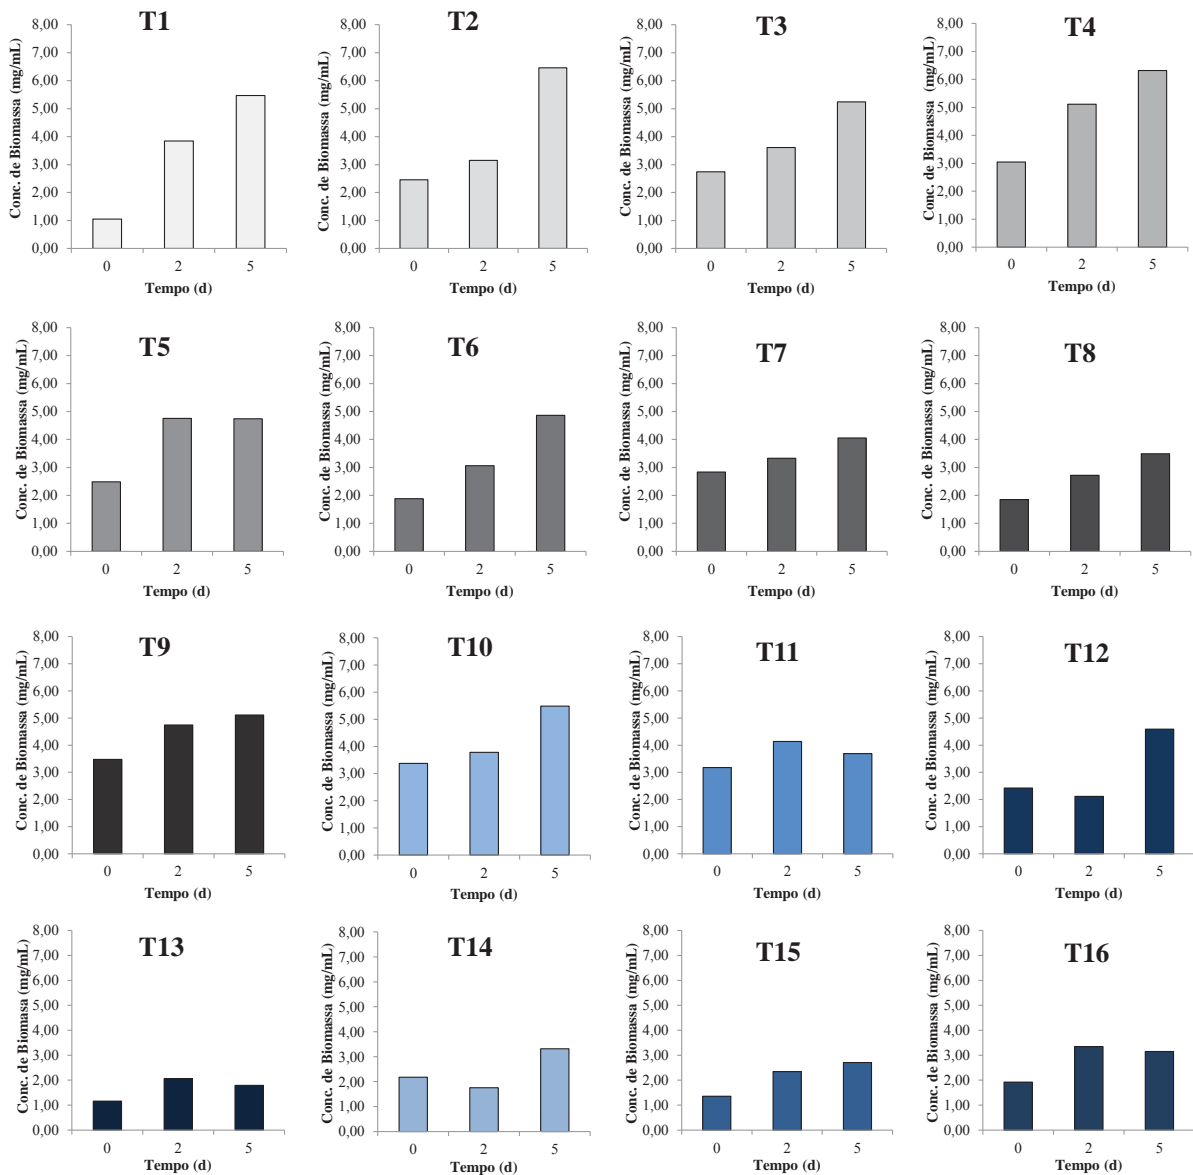 T1
Conc. de Biomassa (mg/mL)
8,00
7,00
6,00
5,00
4,00
3,00
2,00
1,00
0,00
0 2 5
Tempo (d)
T2
Conc. de Biomassa (mg/mL)
8,00
7,00
6,00
5,00
4,00
3,00
2,00
1,00
0,00
0 2 5
Tempo (d)
T3
Conc. de Biomassa (mg/mL)
8,00
7,00
6,00
5,00
4,00
3,00
2,00
1,00
0,00
0 2 5
Tempo (d)
T4
Conc. de Biomassa (mg/mL)
8,00
7,00
6,00
5,00
4,00
3,00
2,00
1,00
0,00
0 2 5
Tempo (d)
T5
Conc. de Biomassa (mg/mL)
8,00
7,00
6,00
5,00
4,00
3,00
2,00
1,00
0,00
0 2 5
Tempo (d)
T6
Conc. de Biomassa (mg/mL)
8,00
7,00
6,00
5,00
4,00
3,00
2,00
1,00
0,00
0 2 5
Tempo (d)
T7
Conc. de Biomassa (mg/mL)
8,00
7,00
6,00
5,00
4,00
3,00
2,00
1,00
0,00
0 2 5
Tempo (d)
T8
Conc. de Biomassa (mg/mL)
8,00
7,00
6,00
5,00
4,00
3,00
2,00
1,00
0,00
0 2 5
Tempo (d)
T9
Conc. de Biomassa (mg/mL)
8,00
7,00
6,00
5,00
4,00
3,00
2,00
1,00
0,00
0 2 5
Tempo (d)
T10
Conc. de Biomassa (mg/mL)
8,00
7,00
6,00
5,00
4,00
3,00
2,00
1,00
0,00
0 2 5
Tempo (d)
T11
Conc. de Biomassa (mg/mL)
8,00
7,00
6,00
5,00
4,00
3,00
2,00
1,00
0,00
0 2 5
Tempo (d)
T12
Conc. de Biomassa (mg/mL)
8,00
7,00
6,00
5,00
4,00
3,00
2,00
1,00
0,00
0 2 5
Tempo (d)
T13
Conc. de Biomasa (mg/mL)
8,00
7,00
6,00
5,00
4,00
3,00
2,00
1,00
0,00
0 2 5
Tempo (d)
T14
Conc. de Biomassa (mg/mL)
8,00
7,00
6,00
5,00
4,00
3,00
2,00
1,00
0,00
0 2 5
Tempo (d)
T15
Conc. de Biomassa (mg/mL)
8,00
7,00
6,00
5,00
4,00
3,00
2,00
1,00
0,00
0 2 5
Tempo (d)
T16
Conc. de Biomassa (mg/mL)
8,00
7,00
6,00
5,00
4,00
3,00
2,00
1,00
0,00
0 2 5
Tempo (d)